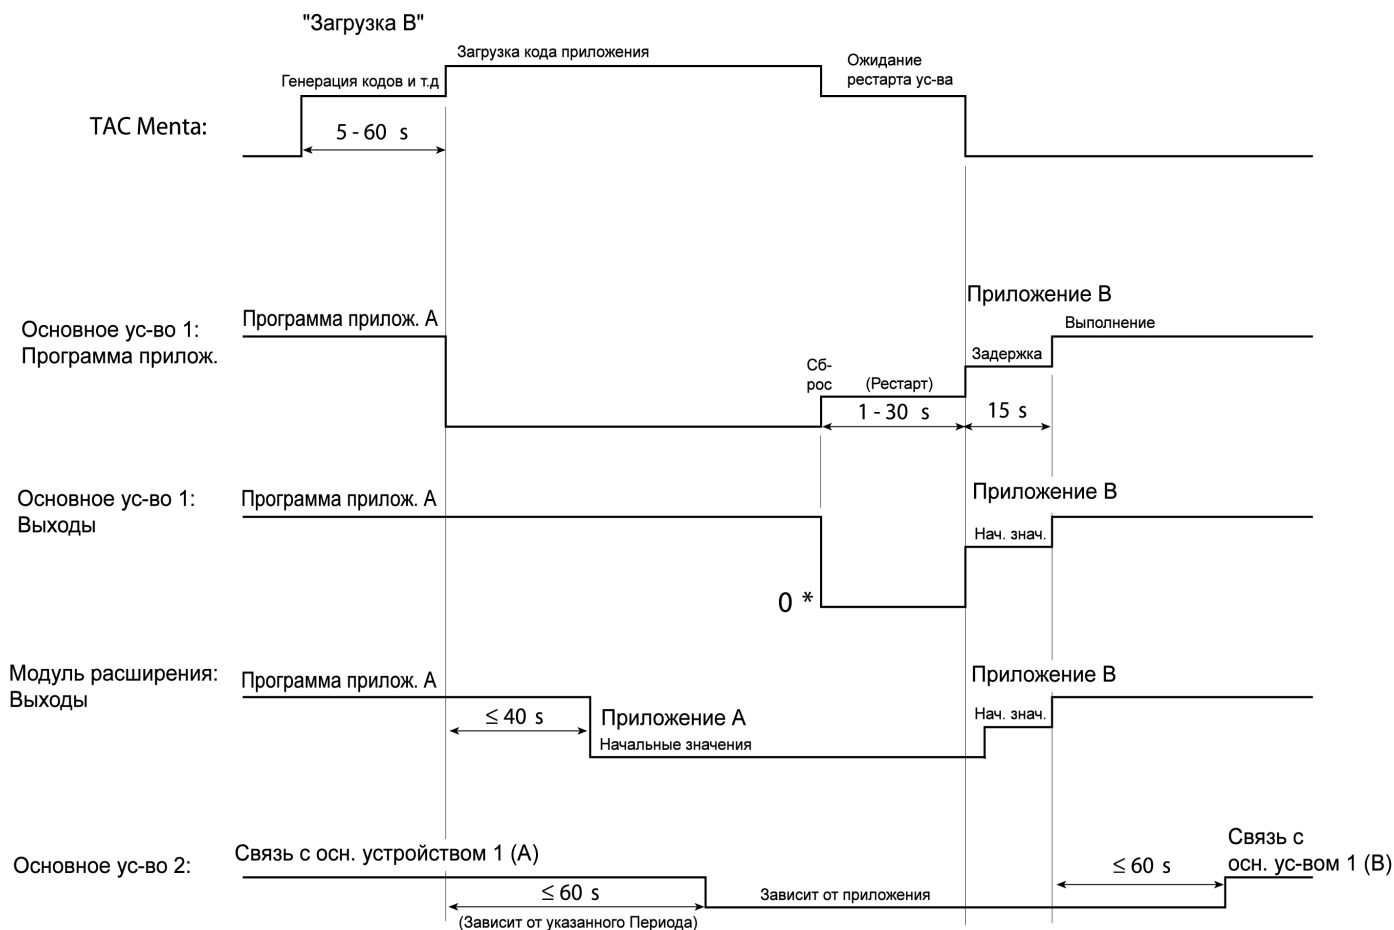 "Загрузка B"
Загрузка кода приложения
Ожидание
рестарта ус-ва
Генерация кодов и т.д
TAC Menta:
5 - 60 s
Приложение B
Основное ус-во 1:
Программа прилож.
Программа прилож. A
Выполнение
Задержка
Сб-
рос
(Рестарт)
1 - 30 s
15 s
Основное ус-во 1:
Выходы
Программа прилож. A
Приложение B
Нач. знач.
0 *
Модуль расширения:
Выходы
Программа прилож. A
Приложение B
≤ 40 s
Приложение A
Начальные значения
Нач. знач.
Основное ус-во 2:
Связь с осн. устройством 1 (A)
Связь с
осн. ус-вом 1 (B)
≤ 60 s
Зависит от приложения
≤ 60 s
(Зависит от указанного Периода)